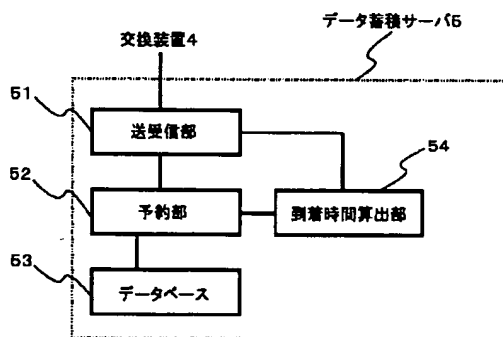 データ蓄積サーバ5
交換装置4
51
送受信部
54
52
予約部
到着時間算出部
53
データベース